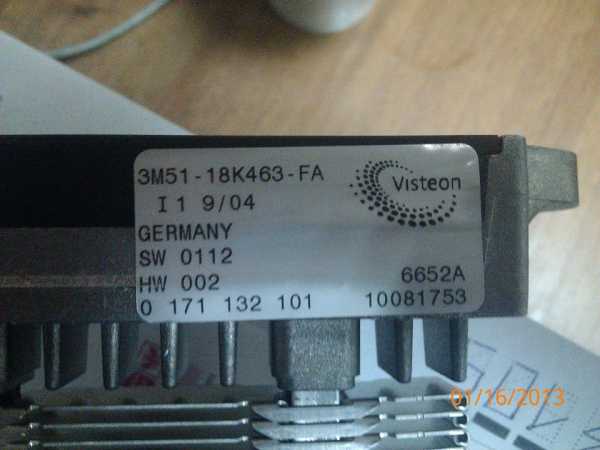 3M51-18K463-FA
Visteon
I1 9/04
GERMANY
SW 0112
HW 002 6652A
0 171 132 101 10081753
01/16/2013